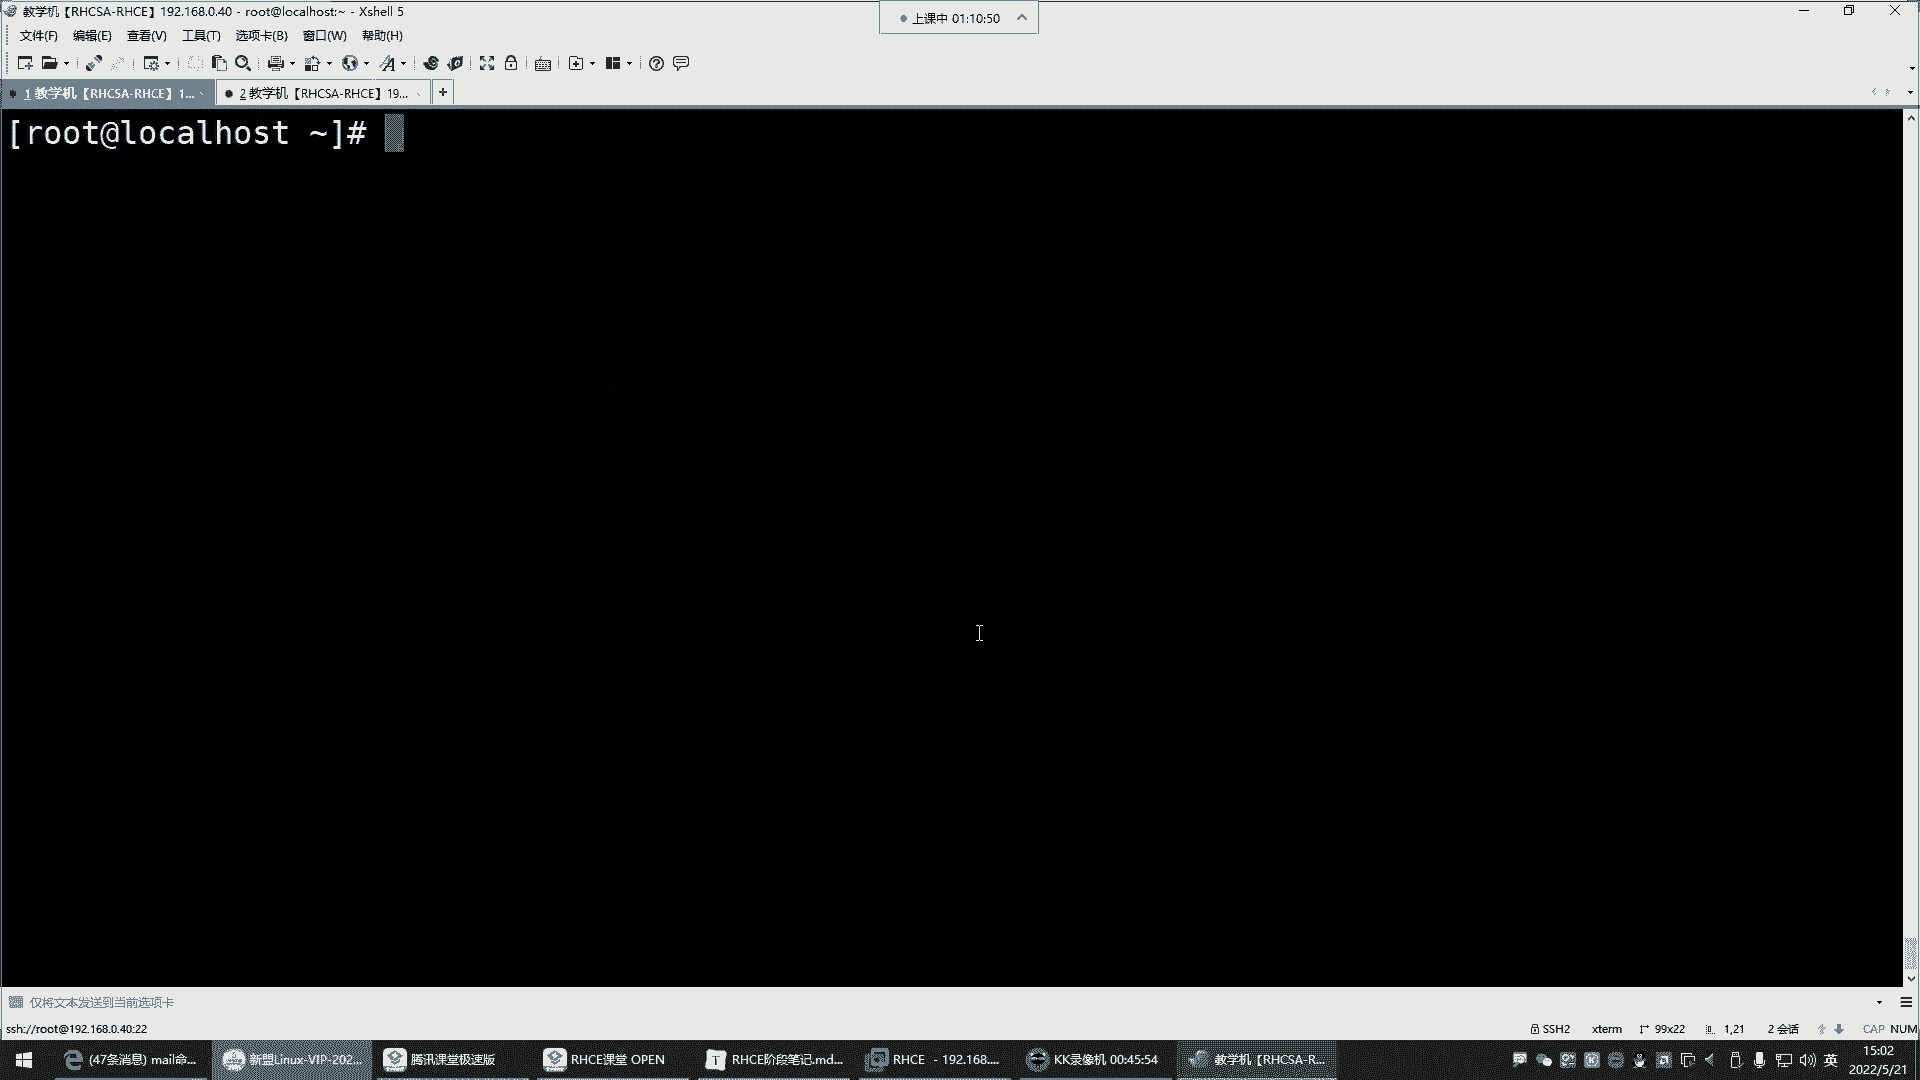 教学机【RHCSA-RHCE】192.168.0.40 - root@localhost:~ - Xshell 5
上课中 01:10:50
文件(F) 编辑(E) 查看(V) 工具(T) 选项卡(B) 窗口(W) 帮助(H)
1 教学机【RHCSA-RHCE】1... 2 教学机【RHCSA-RHCE】19...
[root@localhost ~]#
仅将文本发送到当前选项卡
ssh://root@192.168.0.40:22 SSH2 xterm 99x22 1,21 2 会话 CAP NUM
(47条消息) mail命... 新盟Linux-VIP-202... 腾讯课堂极速版 RHCE课堂 OPEN RHCE阶段笔记.md... RHCE - 192.168.... KK录像机 00:45:54 教学机【RHCSA-R... 英 15:02
2022/5/21